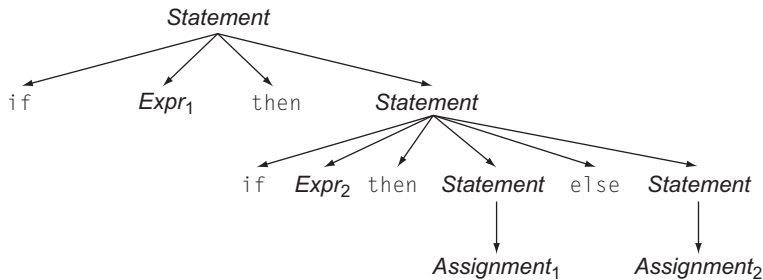 Statement
if Expr₁ then Statement
if Expr₂ then Statement else Statement
Assignment₁ Assignment₂